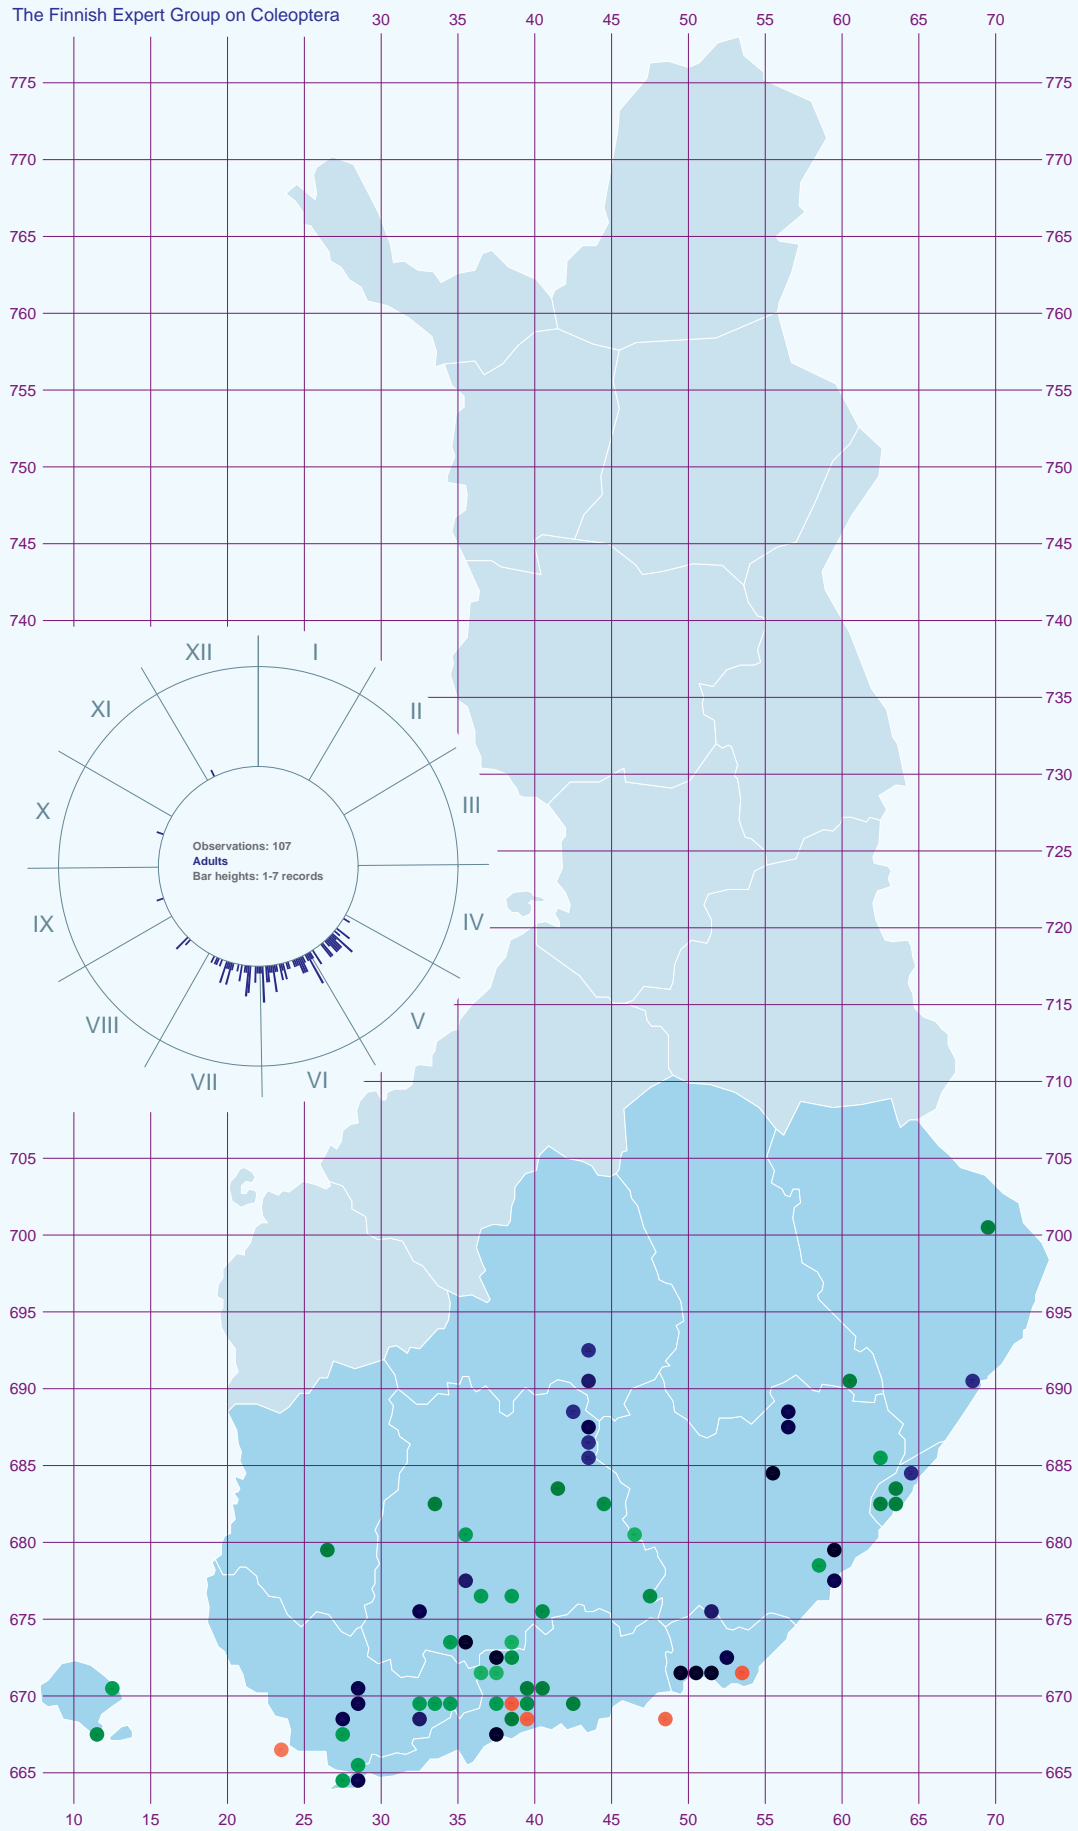 The Finnish Expert Group on Coleoptera
30 35 40 45 50 55 60 65 70
775 775
770 770
765 765
760 760
755 755
750 750
745 745
740 740
XII I
XI II
735
730
X III
Observations: 107
Adults
Bar heights: 1-7 records
725
IX IV
720
VIII V
715
VII VI
710
705 705
700 700
695 695
690 690
685 685
680 680
675 675
670 670
665 665
10 15 20 25 30 35 40 45 50 55 60 65 70